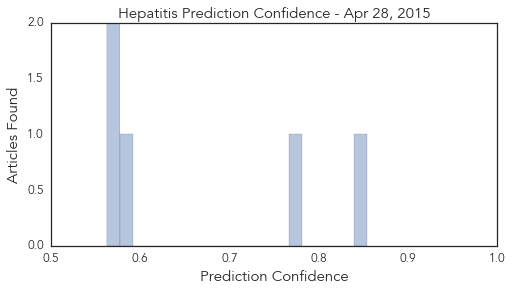 Hepatitis Prediction Confidence - Apr 28, 2015
Articles Found
2.0
1.5
1.0
0.5
0.0
0.5 0.6 0.7 0.8 0.9 1.0
Prediction Confidence